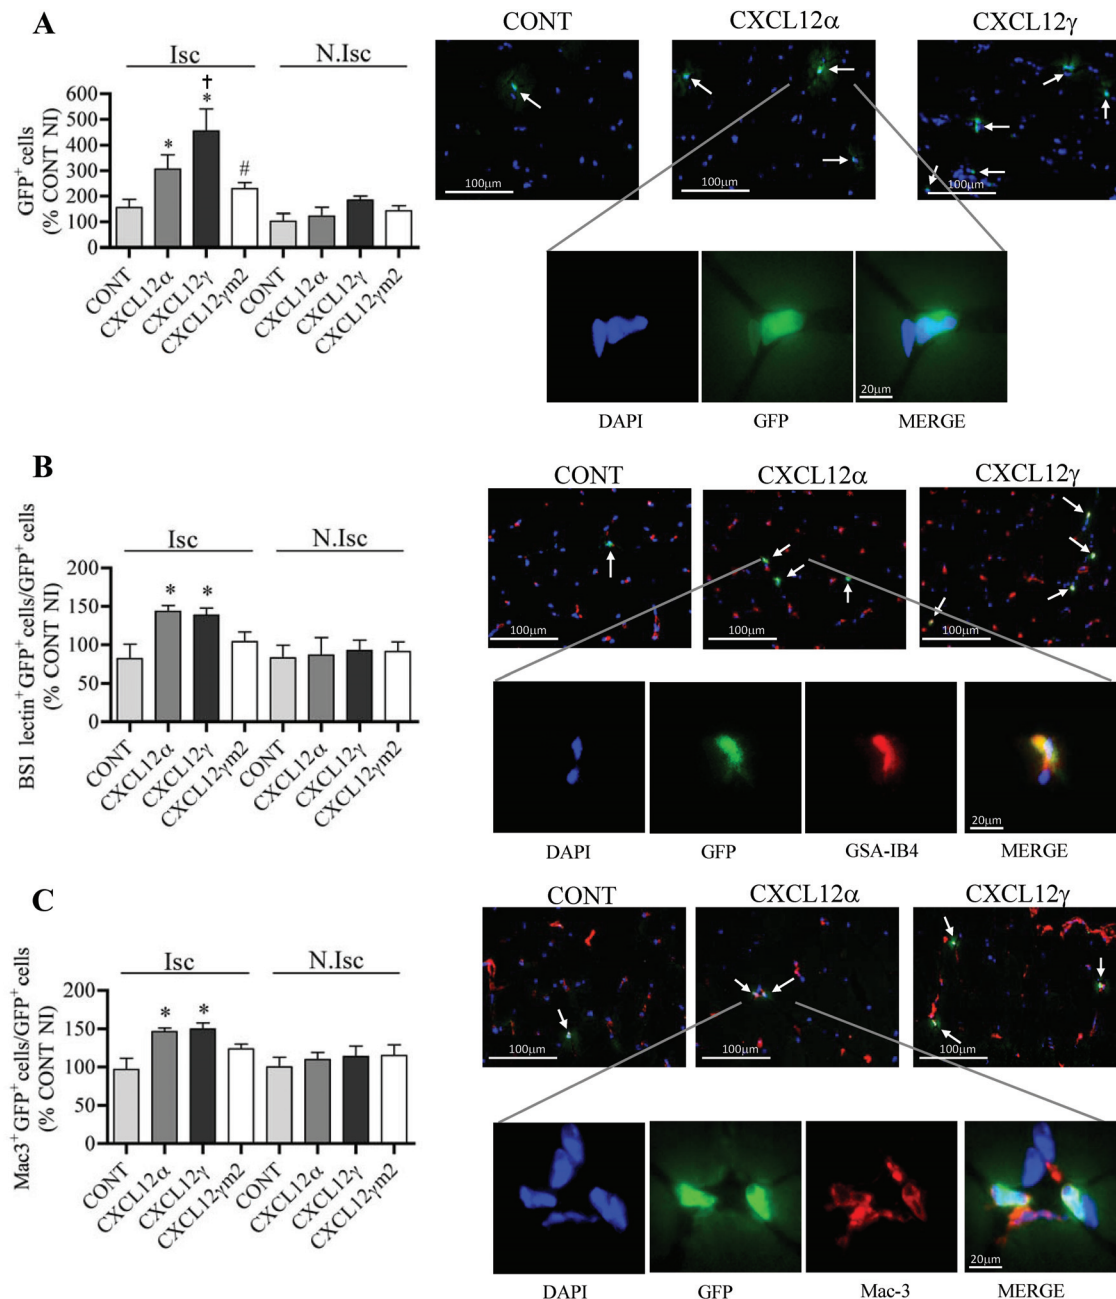 A
CONT
CXCL12α
CXCL12γ
Isc
N.Isc
GFP+ cells
(% CONT NI)
600
500
400
300
200
100
0
*
†
*
#
CONT
CXCL12α
CXCL12γ
CXCL12γm2
CONT
CXCL12α
CXCL12γ
CXCL12γm2
100μm
100μm
100μm
20μm
DAPI
GFP
MERGE
B
CONT
CXCL12α
CXCL12γ
Isc
N.Isc
BS1 lectin+ GFP+ cells/GFP+ cells
(% CONT NI)
200
150
100
50
0
*
*
CONT
CXCL12α
CXCL12γ
CXCL12γm2
CONT
CXCL12α
CXCL12γ
CXCL12γm2
100μm
100μm
100μm
20μm
DAPI
GFP
GSA-IB4
MERGE
C
CONT
CXCL12α
CXCL12γ
Isc
N.Isc
Mac3+ GFP+ cells/GFP+ cells
(% CONT NI)
200
150
100
50
0
*
*
CONT
CXCL12α
CXCL12γ
CXCL12γm2
CONT
CXCL12α
CXCL12γ
CXCL12γm2
100μm
100μm
100μm
20μm
DAPI
GFP
Mac-3
MERGE